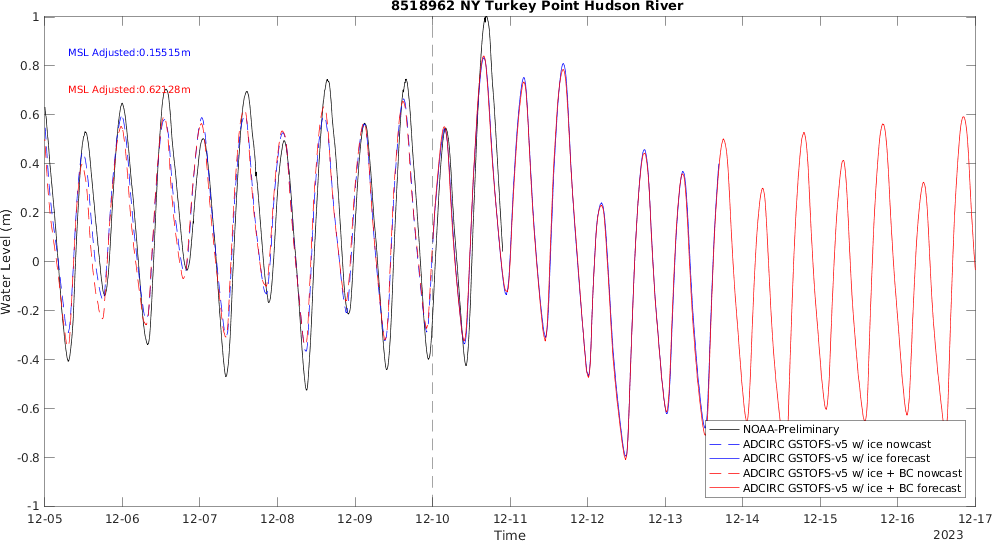 8518962 NY Turkey Point Hudson River
MSL Adjusted:0.15515m
MSL Adjusted:0.62128m
Water Level (m)
1
0.8
0.6
0.4
0.2
0
-0.2
-0.4
-0.6
-0.8
-1
NOAA-Preliminary
ADCIRC GSTOFS-v5 w/ ice nowcast
ADCIRC GSTOFS-v5 w/ ice forecast
ADCIRC GSTOFS-v5 w/ ice + BC nowcast
ADCIRC GSTOFS-v5 w/ ice + BC forecast
12-05 12-06 12-07 12-08 12-09 12-10 12-11 12-12 12-13 12-14 12-15 12-16 12-17
Time
2023